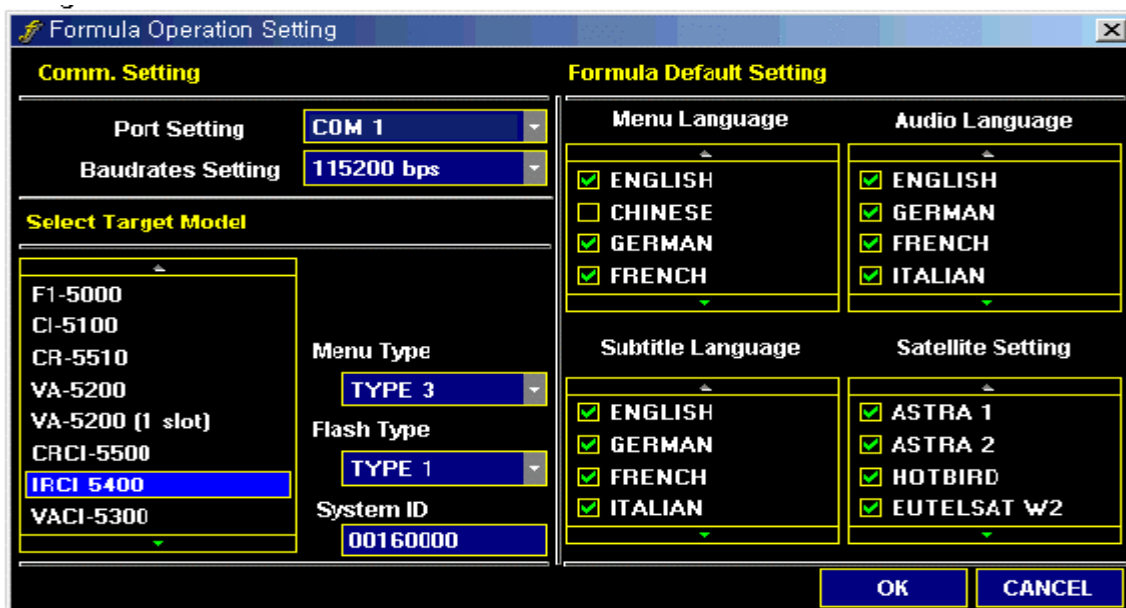 Formula Operation Setting
Comm. Setting
Port Setting
COM 1
Baudrates Setting
115200 bps
Select Target Model
F1-5000
CI-5100
CR-5510
VA-5200
VA-5200 (1 slot)
CRCI-5500
IRCI-5400
VACI-5300
Menu Type
TYPE 3
Flash Type
TYPE 1
System ID
00160000
Formula Default Setting
Menu Language
ENGLISH
CHINESE
GERMAN
FRENCH
Audio Language
ENGLISH
GERMAN
FRENCH
ITALIAN
Subtitle Language
ENGLISH
GERMAN
FRENCH
ITALIAN
Satellite Setting
ASTRA 1
ASTRA 2
HOTBIRD
EUTELSAT W2
OK
CANCEL